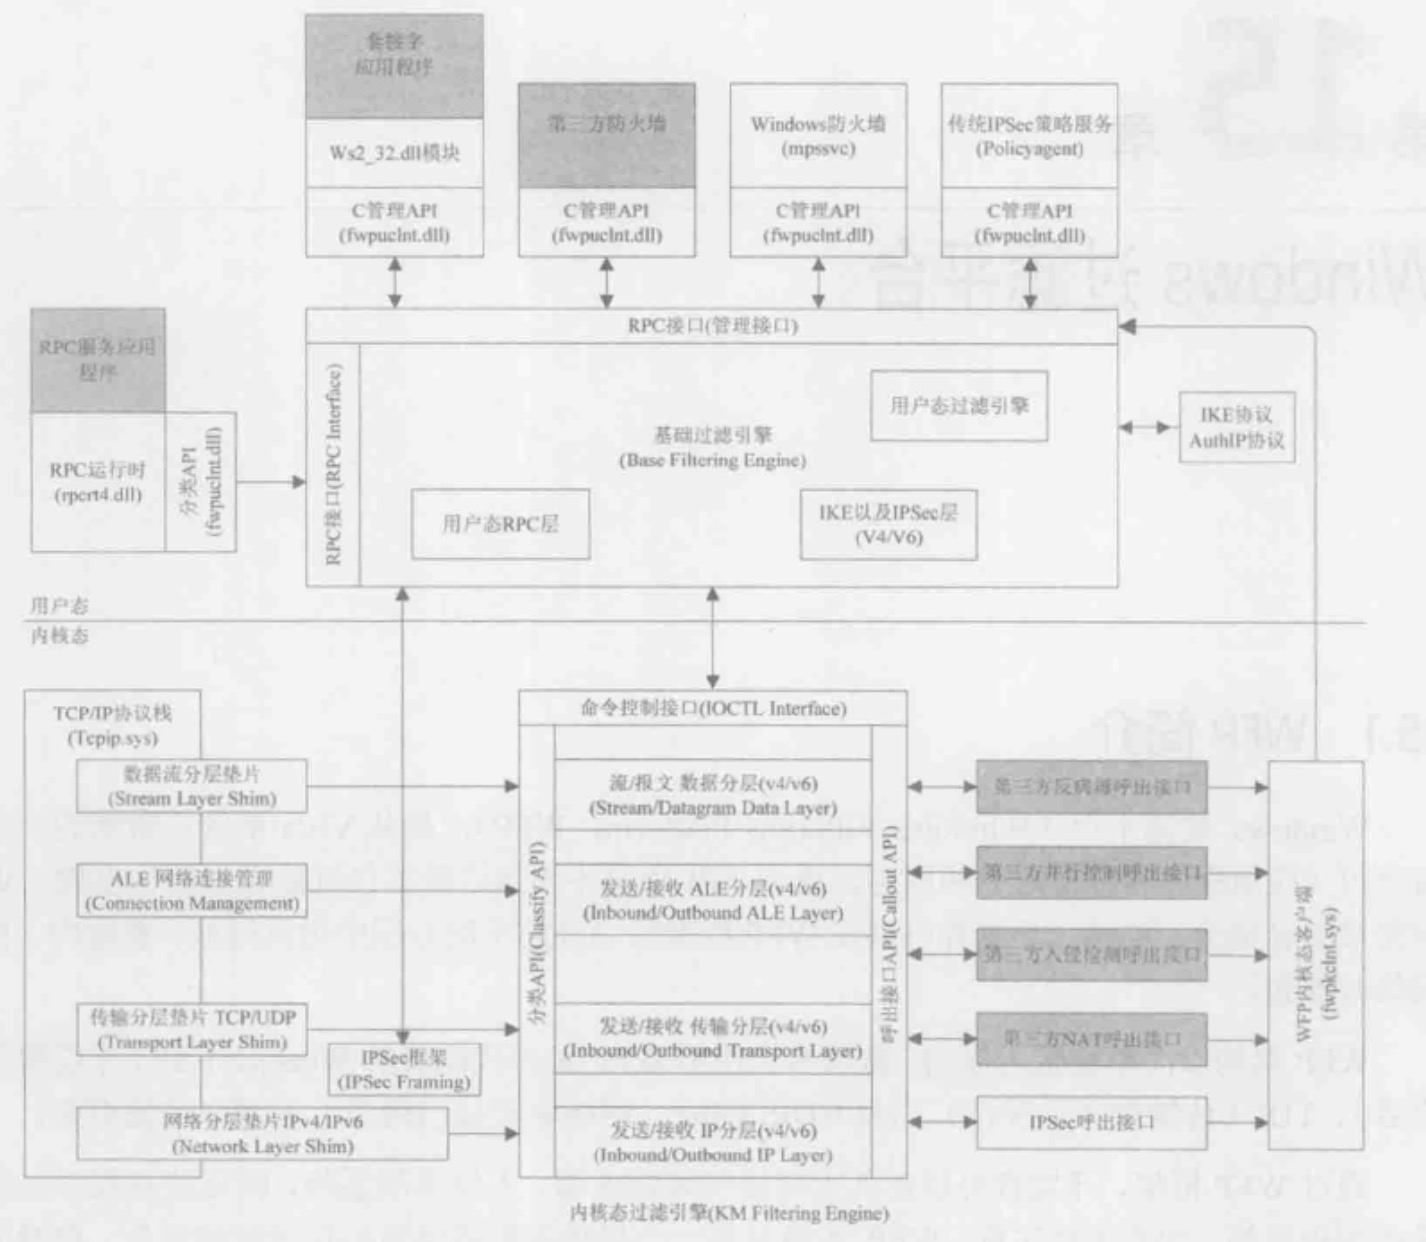 套接字
应用程序
Ws2_32.dll模块
C管理API
(fwpuclnt.dll)
第三方防火墙
C管理API
(fwpuclnt.dll)
Windows防火墙
(mpssvc)
C管理API
(fwpuclnt.dll)
传统IPSec策略服务
(Policyagent)
C管理API
(fwpuclnt.dll)
RPC接口(管理接口)
RPC服务应用
程序
RPC运行时
(rpcrt4.dll)
分类API
(fwpuclnt.dll)
RPC接口(RPC Interface)
用户态过滤引擎
基础过滤引擎
(Base Filtering Engine)
用户态RPC层
IKE以及IPSec层
(V4/V6)
IKE协议
AuthIP协议
用户态
内核态
TCP/IP协议栈
(Tcpip.sys)
数据流分层垫片
(Stream Layer Shim)
ALE 网络连接管理
(Connection Management)
传输分层垫片 TCP/UDP
(Transport Layer Shim)
IPSec框架
(IPSec Framing)
网络分层垫片IPv4/IPv6
(Network Layer Shim)
命令控制接口(IOCTL Interface)
分类API(Classify API)
流/报文 数据分层(v4/v6)
(Stream/Datagram Data Layer)
发送/接收 ALE分层(v4/v6)
(Inbound/Outbound ALE Layer)
发送/接收 传输分层(v4/v6)
(Inbound/Outbound Transport Layer)
发送/接收 IP分层(v4/v6)
(Inbound/Outbound IP Layer)
呼出接口API(Callout API)
第三方反病毒呼出接口
第三方并行控制呼出接口
第三方入侵检测呼出接口
第三方NAT呼出接口
IPSec呼出接口
WFP内核态客户端
(fwpkclnt.sys)
内核态过滤引擎(KM Filtering Engine)